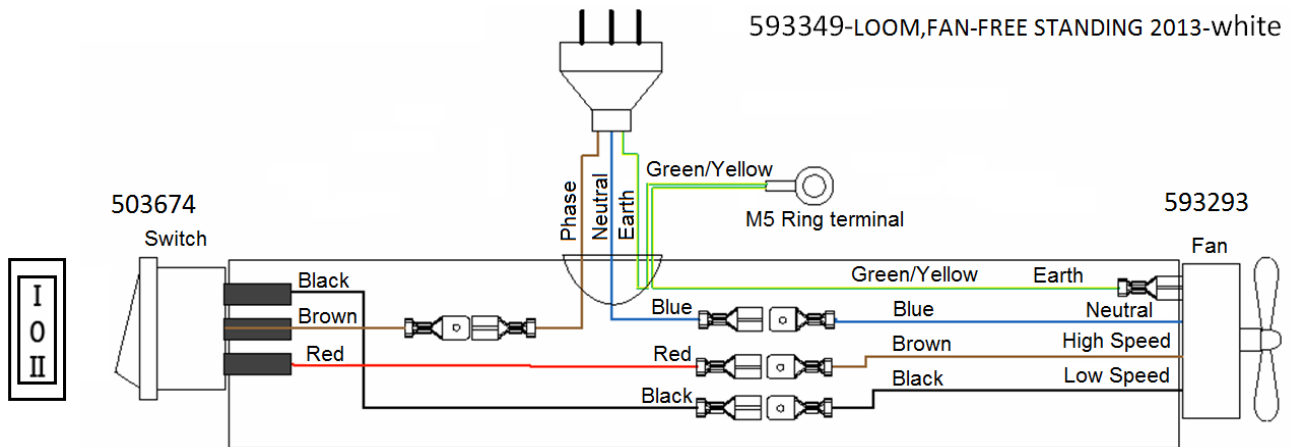 593349-LOOM,FAN-FREE STANDING 2013-white
Phase
Neutral
Earth
Green/Yellow
M5 Ring terminal
503674
Switch
593293
Fan
I
O
II
Black
Brown
Red
Green/Yellow Earth
Blue Blue Neutral
Red Brown High Speed
Black Black Low Speed